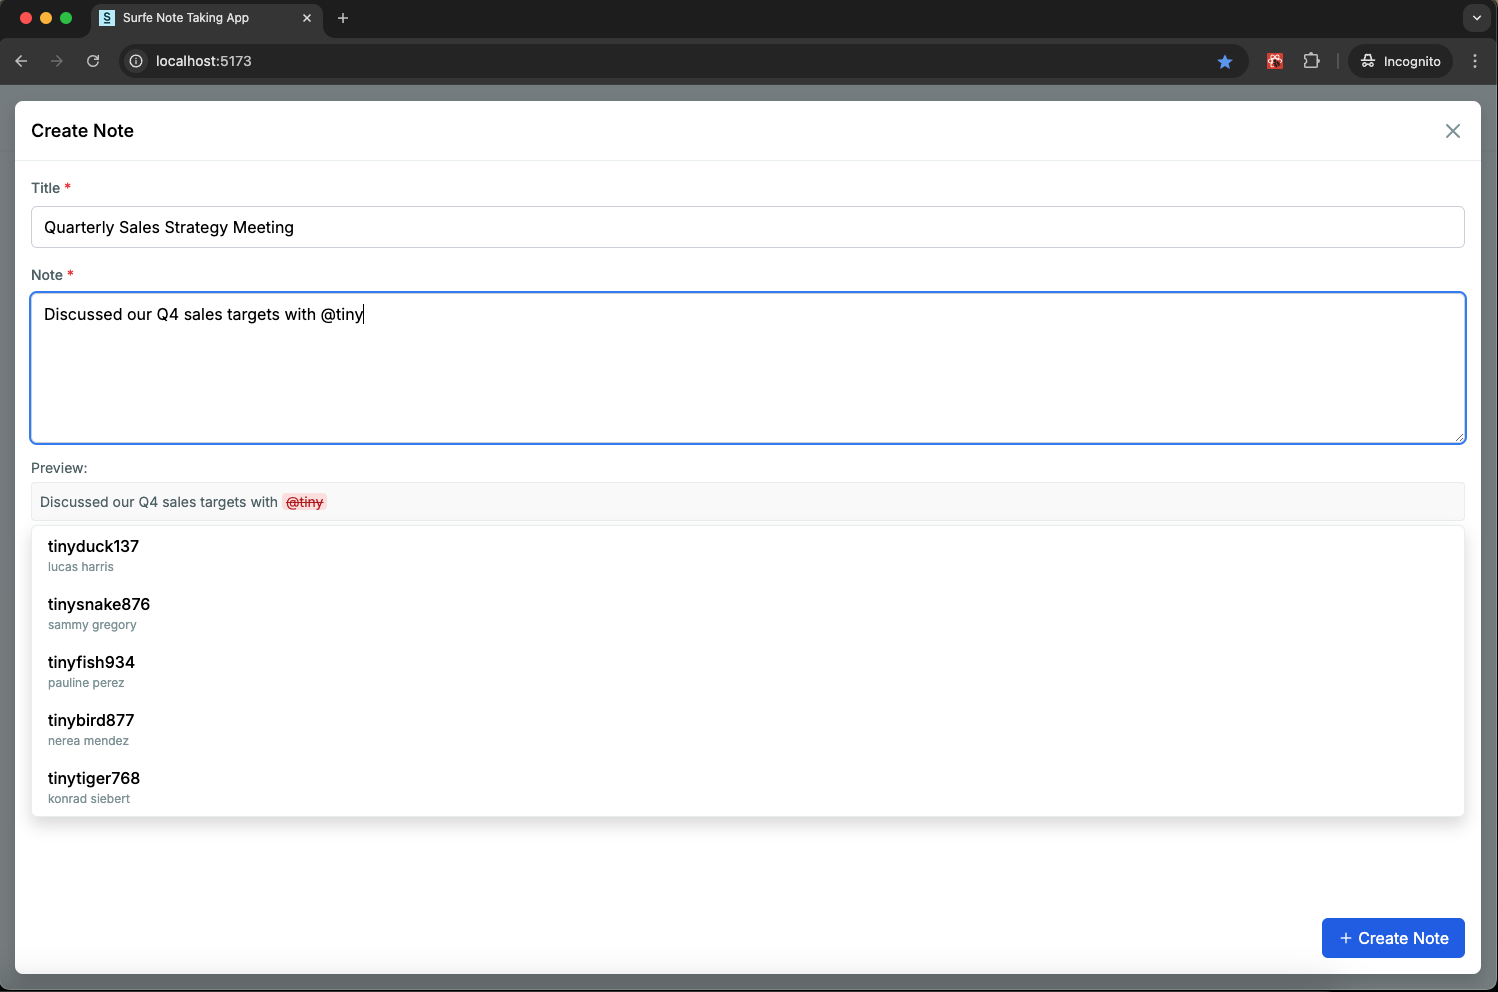 Surfe Note Taking App
localhost:5173
Incognito
Create Note
Title *
Quarterly Sales Strategy Meeting
Note *
Discussed our Q4 sales targets with @tiny
Preview:
Discussed our Q4 sales targets with @tiny
tinyduck137
lucas harris
tinysnake876
sammy gregory
tinyfish934
pauline perez
tinybird877
nerea mendez
tinytiger768
konrad siebert
+ Create Note